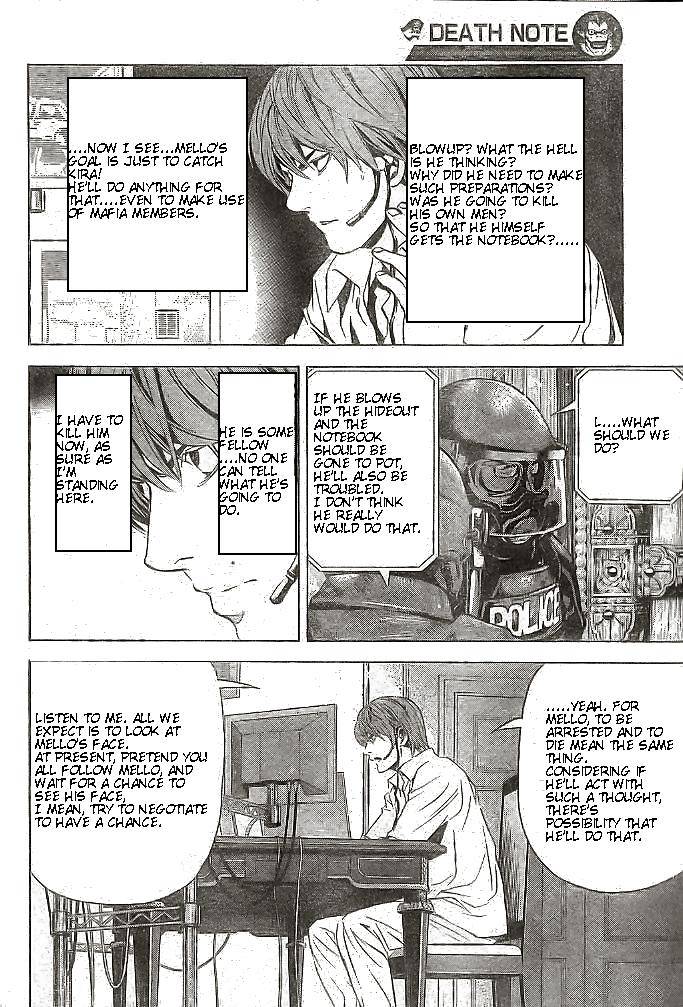 DEATH NOTE
BLOWUP? WHAT THE HELL
IS HE THINKING?
WHY DID HE NEED TO MAKE
SUCH PREPARATIONS?
WAS HE GOING TO KILL
HIS OWN MEN?
SO THAT HE HIMSELF
GETS THE NOTEBOOK?.....
....NOW I SEE...MELLO'S
GOAL IS JUST TO CATCH
KIRA!
HE'LL DO ANYTHING FOR
THAT....EVEN TO MAKE USE
OF MAFIA MEMBERS.
L....WHAT
SHOULD WE
DO?
IF HE BLOWS
UP THE HIDEOUT
AND THE
NOTEBOOK
SHOULD BE
GONE TO POT,
HE'LL ALSO BE
TROUBLED.
I DON'T THINK
HE REALLY
WOULD DO THAT.
POLICE
HE IS SOME
FELLOW
....NO ONE
CAN TELL
WHAT HE'S
GOING TO
DO.
I HAVE TO
KILL HIM
NOW, AS
SURE AS
I'M
STANDING
HERE.
.....YEAH. FOR
MELLO, TO BE
ARRESTED AND TO
DIE MEAN THE SAME
THING.
CONSIDERING IF
HE'LL ACT WITH
SUCH A THOUGHT,
THERE'S
POSSIBILITY THAT
HE'LL DO THAT.
LISTEN TO ME. ALL WE
EXPECT IS TO LOOK AT
MELLO'S FACE.
AT PRESENT, PRETEND YOU
ALL FOLLOW MELLO, AND
WAIT FOR A CHANCE TO
SEE HIS FACE,
I MEAN, TRY TO NEGOTIATE
TO HAVE A CHANCE.